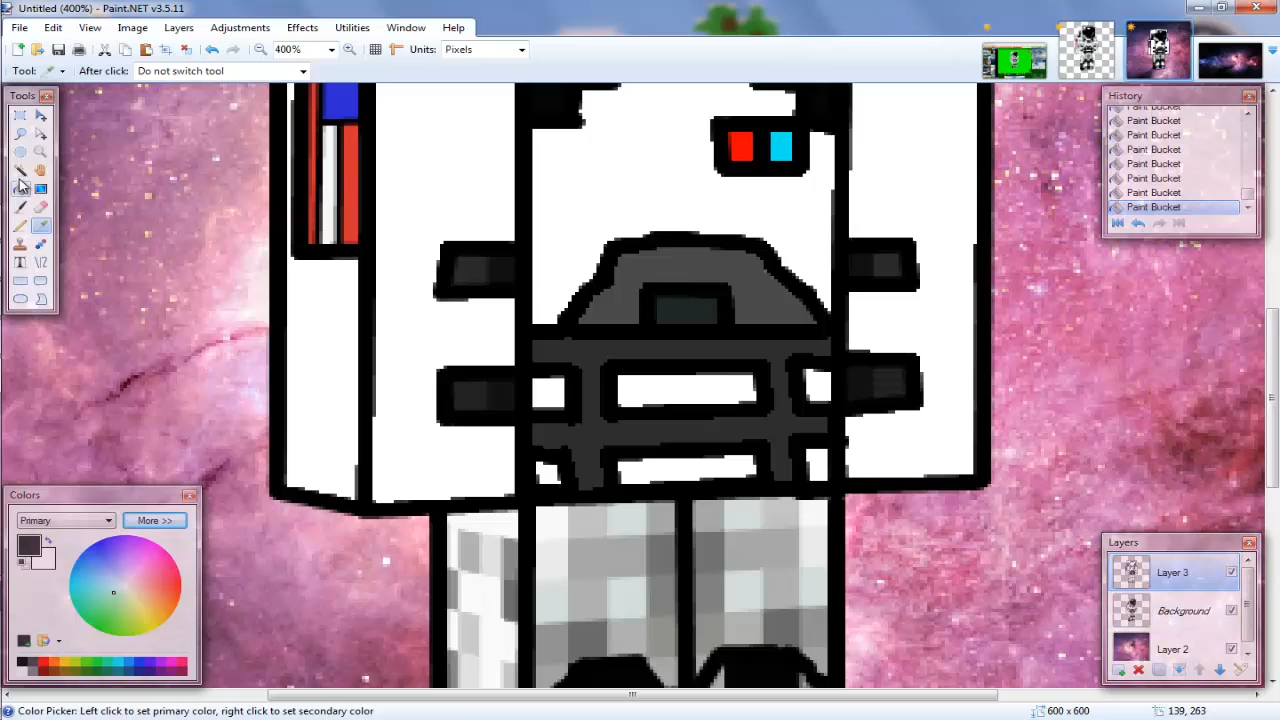 Untitled (400%) - Paint.NET v3.5.11
File Edit View Image Layers Adjustments Effects Utilities Window Help
400% Units: Pixels
Tool: After click: Do not switch tool
Tools
History
Paint Bucket
Paint Bucket
Paint Bucket
Paint Bucket
Paint Bucket
Paint Bucket
Paint Bucket
Paint Bucket
Colors
Primary More >>
Layers
Layer 3
Background
Layer 2
Color Picker: Left click to set primary color, right click to set secondary color 600 x 600 139, 263